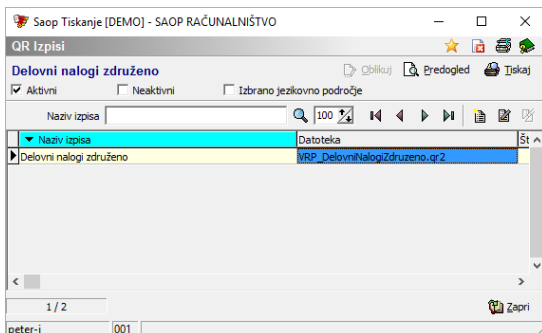 Saop Tiskanje [DEMO] - SAOP RAČUNALNIŠTVO
QR Izpisi
Delovni nalogi združeno
Oblikuj Predogled Tiskaj
Aktivni Neaktivni Izbrano jezikovno področje
Naziv izpisa 100
Naziv izpisa Datoteka Št
Delovni nalogi združeno VRP_DelovniNalogiZdruzeno.qr2
1 / 2 Zapri
peter-j 001